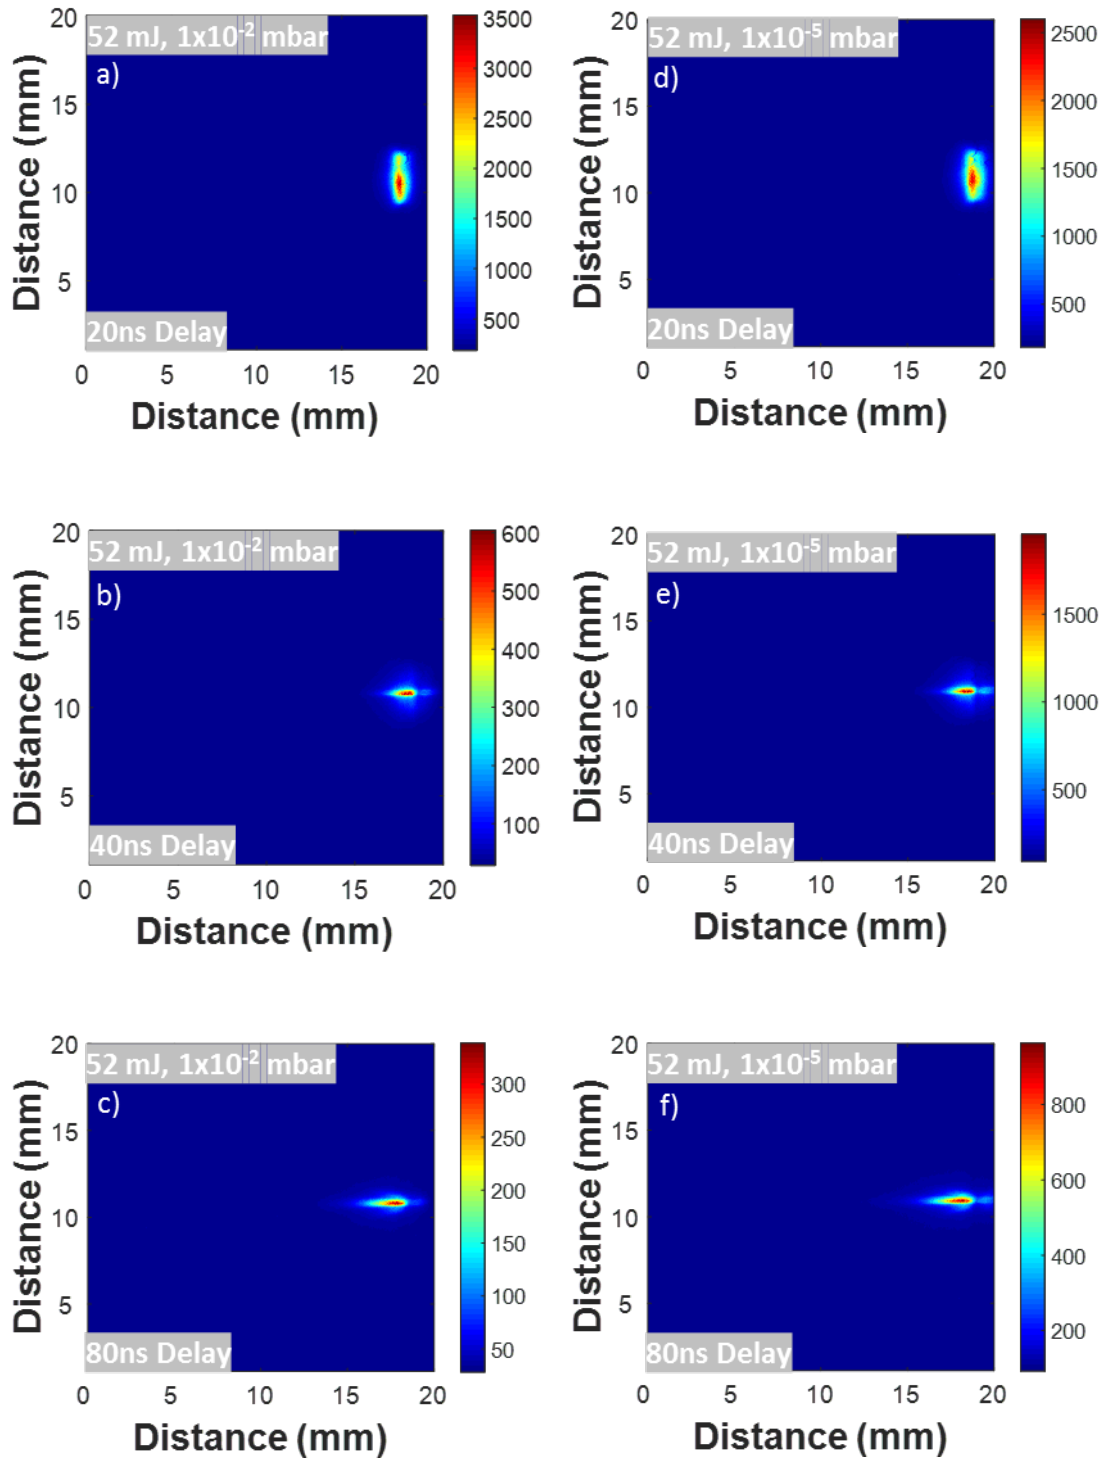 52 mJ, 1x10-2 mbar
a)
20ns Delay
20
15
10
5
0 5 10 15 20
Distance (mm)
Distance (mm)
3500
3000
2500
2000
1500
1000
500
52 mJ, 1x10-5 mbar
d)
20ns Delay
20
15
10
5
0 5 10 15 20
Distance (mm)
Distance (mm)
2500
2000
1500
1000
500
52 mJ, 1x10-2 mbar
b)
40ns Delay
20
15
10
5
0 5 10 15 20
Distance (mm)
Distance (mm)
600
500
400
300
200
100
52 mJ, 1x10-5 mbar
e)
40ns Delay
20
15
10
5
0 5 10 15 20
Distance (mm)
Distance (mm)
1500
1000
500
52 mJ, 1x10-2 mbar
c)
80ns Delay
20
15
10
5
0 5 10 15 20
Distance (mm)
Distance (mm)
300
250
200
150
100
50
52 mJ, 1x10-5 mbar
f)
80ns Delay
20
15
10
5
0 5 10 15 20
Distance (mm)
Distance (mm)
800
600
400
200